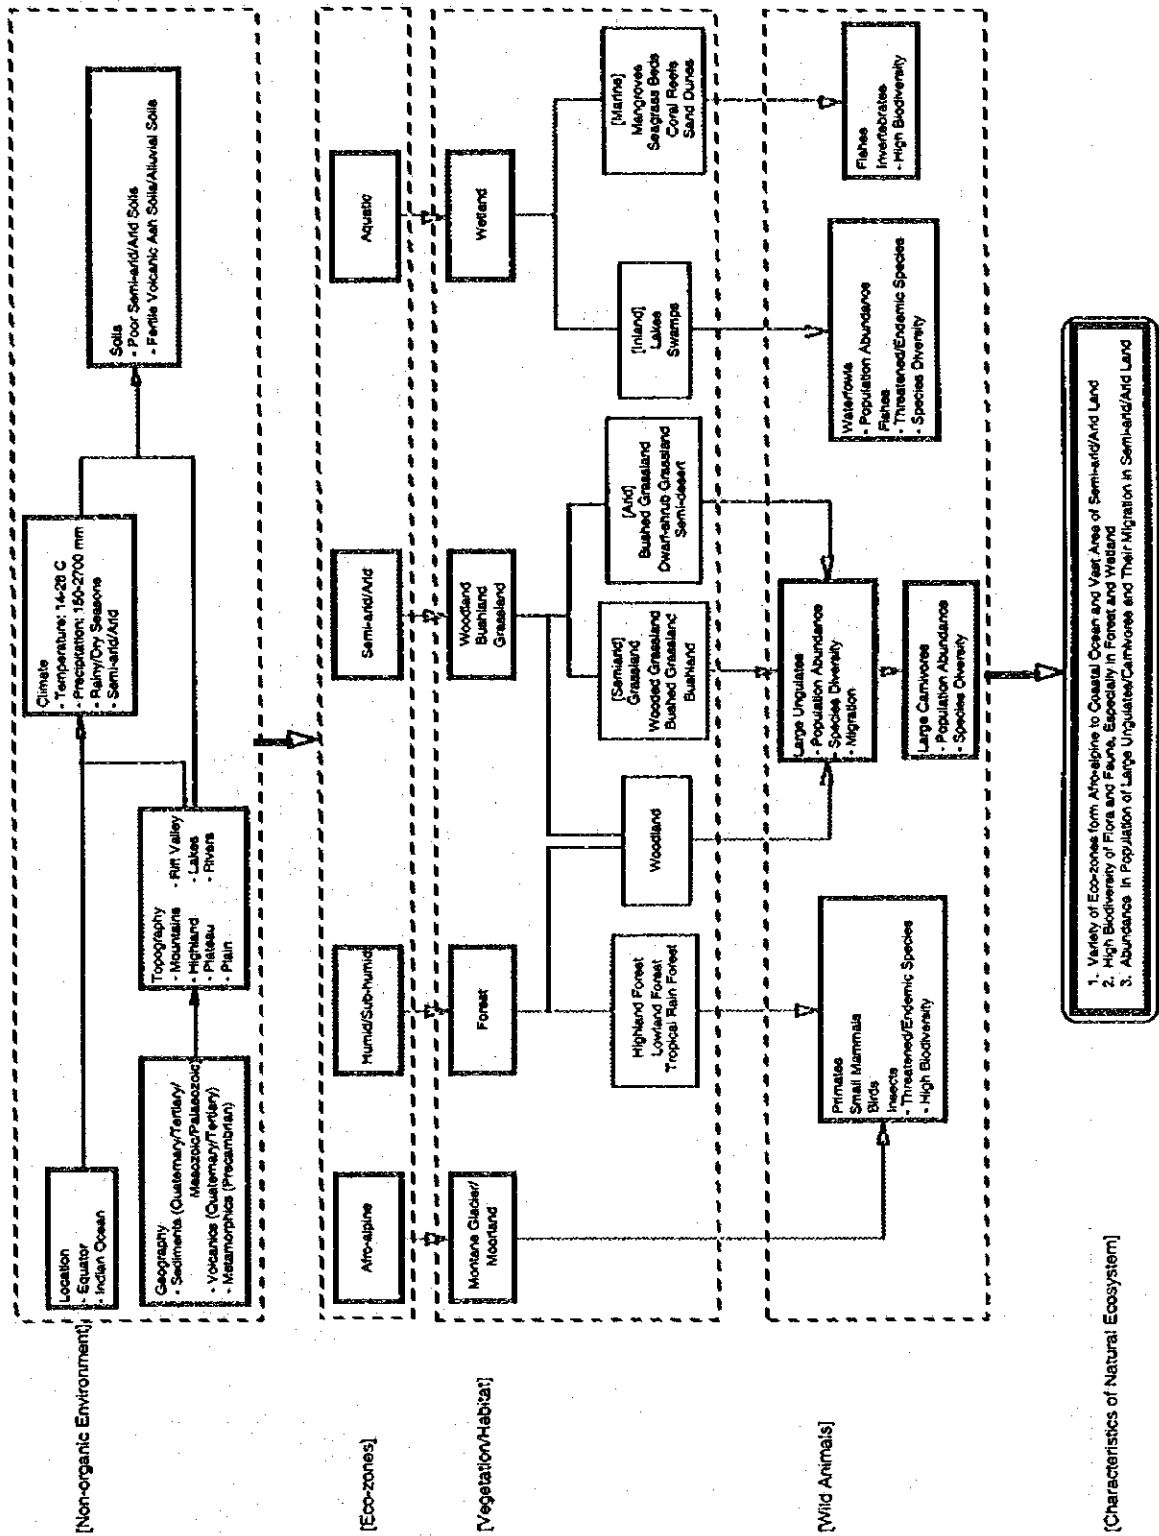 [Non-organic Environment]
Location
- Equator
- Indian Ocean
Geography
- Sediments (Quaternary/Tertiary/
Mesozoic/Palaeozoic)
- Volcanics (Quaternary/Tertiary)
- Metamorphics (Precambrian)
Topography
- Mountains - Rift Valley
- Highland - Lakes
- Plateau - Rivers
- Plain
Climate
- Temperature: 14-28 C
- Precipitation: 150-2700 mm
- Rainy/Dry Seasons
- Semi-arid/Arid
Soils
- Poor Semi-arid/Arid Soils
- Fertile Volcanic Ash Soils/Alluvial Soils
[Eco-zones]
Afro-alpine
Humid/Sub-humid
Semi-arid/Arid
Aquatic
[Vegetation/Habitat]
Montane Glacier/
Moorland
Forest
Woodland
Bushland
Grassland
Wetland
Highland Forest
Lowland Forest
Tropical Rain Forest
Woodland
[Semiarid]
Grassland
Wooded Grassland
Bushed Grassland
Bushland
[Arid]
Bushed Grassland
Dwarf-shrub Grassland
Semi-desert
[Inland]
Lakes
Swamps
[Marine]
Mangroves
Seagrass Beds
Coral Reefs
Sand Dunes
[Wild Animals]
Primates
Small Mammals
Birds
Insects
- Threatened/Endemic Species
- High Biodiversity
Large Ungulates
- Population Abundance
- Species Diversity
- Migration
Large Carnivores
- Population Abundance
- Species Diversity
Waterfowls
- Population Abundance
Fishes
- Threatened/Endemic Species
- Species Diversity
Fishes
Invertebrates
- High Biodiversity
[Characteristics of Natural Ecosystem]
1. Variety of Eco-zones form Afro-alpine to Coastal Ocean and Vast Area of Semi-arid/Arid Land
2. High Biodiversity of Flora and Fauna, Especially in Forest and Wetland
3. Abundance in Population of Large Ungulates/Carnivores and Their Migration in Semi-arid/Arid Land